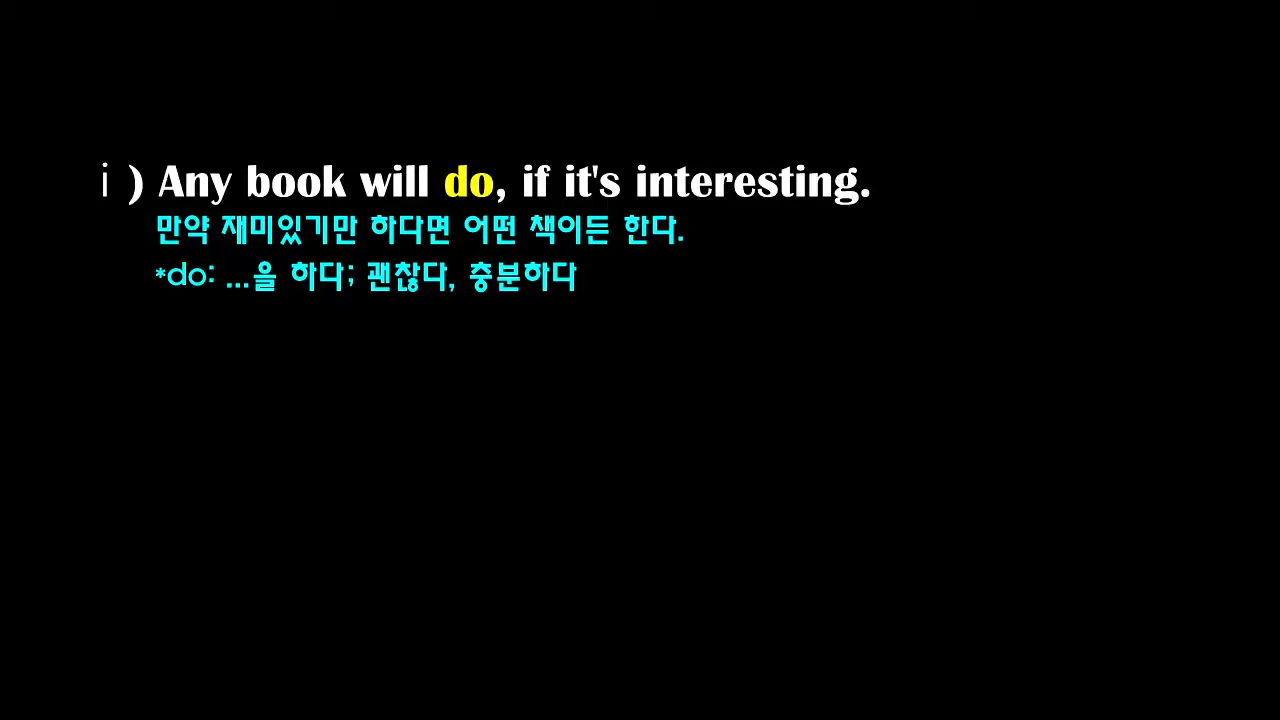 ⅰ) Any book will do, if it's interesting.
만약 재미있기만 하다면 어떤 책이든 한다.
*do: ...을 하다; 괜찮다, 충분하다